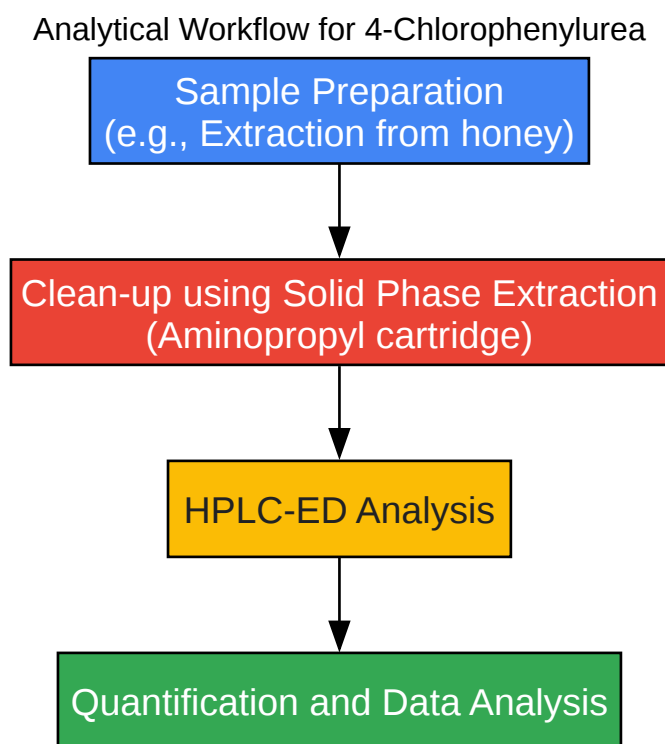 Analytical Workflow for 4-Chlorophenylurea
Sample Preparation
(e.g., Extraction from honey)
Clean-up using Solid Phase Extraction
(Aminopropyl cartridge)
HPLC-ED Analysis
Quantification and Data Analysis